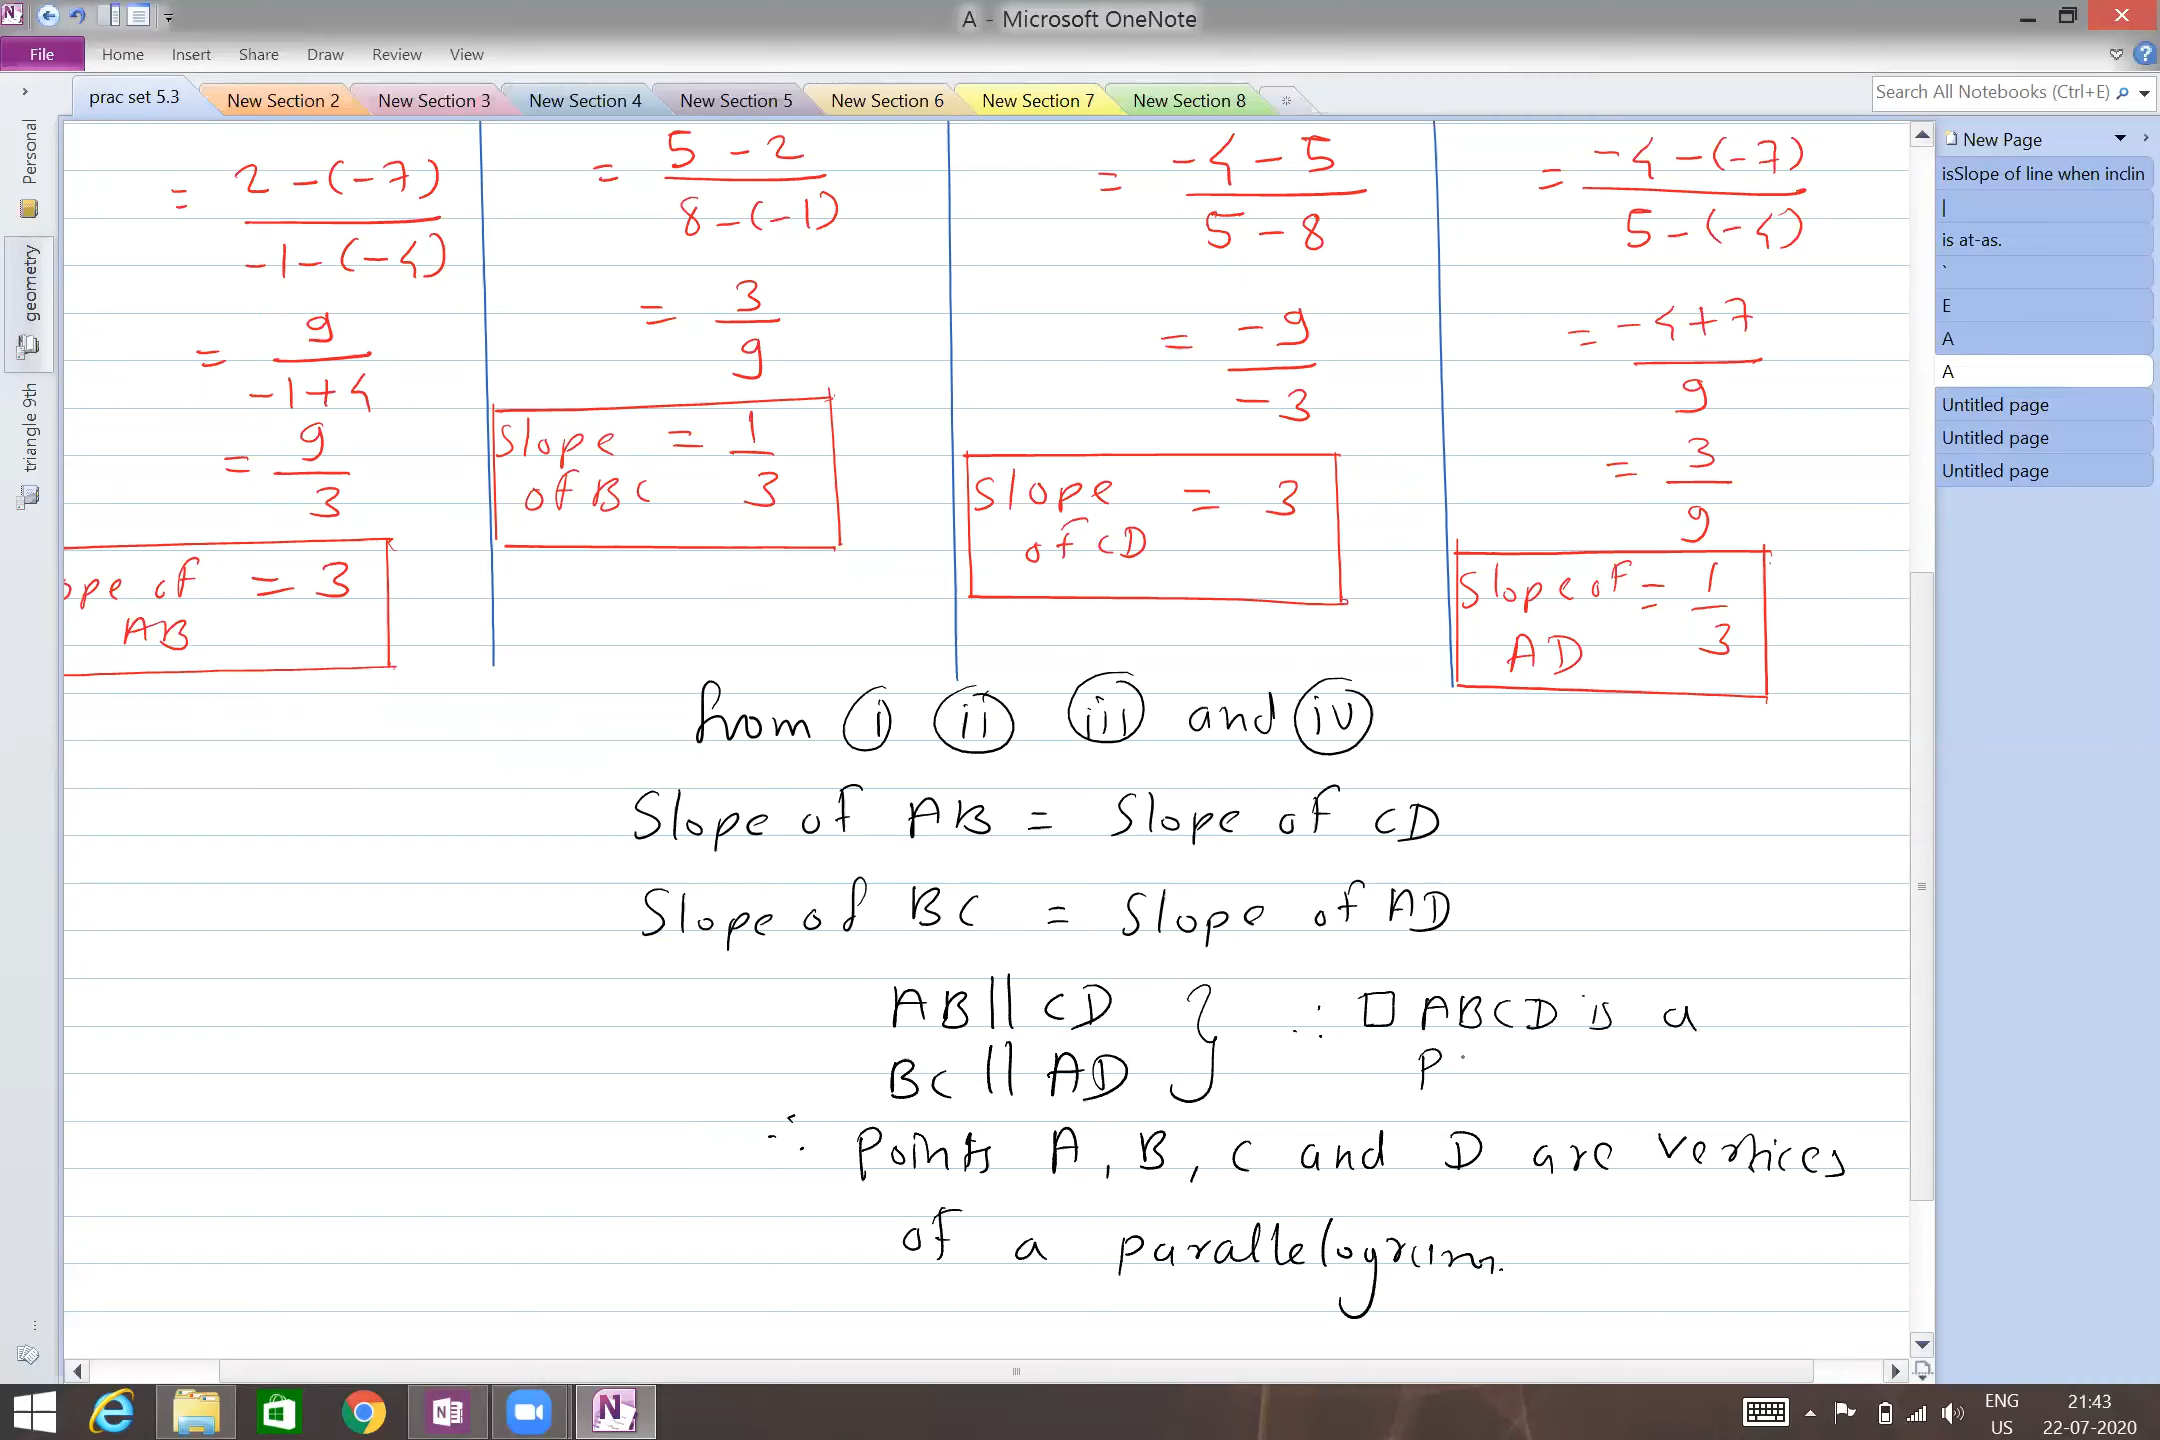 A - Microsoft OneNote
File Home Insert Share Draw Review View
prac set 5.3 New Section 2 New Section 3 New Section 4 New Section 5 New Section 6 New Section 7 New Section 8
Search All Notebooks (Ctrl+E)
Personal
geometry
triangle 9th
New Page
isSlope of line when inclin
|
is at-as.
`
E
A
A
Untitled page
Untitled page
Untitled page
= 2 - (-7) / -1 - (-4)
= 9 / -1+4
= 9 / 3
ope of AB = 3
= 5 - 2 / 8 - (-1)
= 3 / 9
Slope of BC = 1 / 3
= -4 - 5 / 5 - 8
= -9 / -3
Slope of CD = 3
= -4 - (-7) / 5 - (-4)
= -4+7 / 9
= 3 / 9
Slope of AD = 1 / 3
from (i) (ii) (iii) and (iv)
Slope of AB = Slope of CD
Slope of BC = Slope of AD
AB || CD } ∴ □ ABCD is a
BC || AD P
∴ Points A, B, C and D are vertices
of a parallelogram.
ENG
US
21:43
22-07-2020